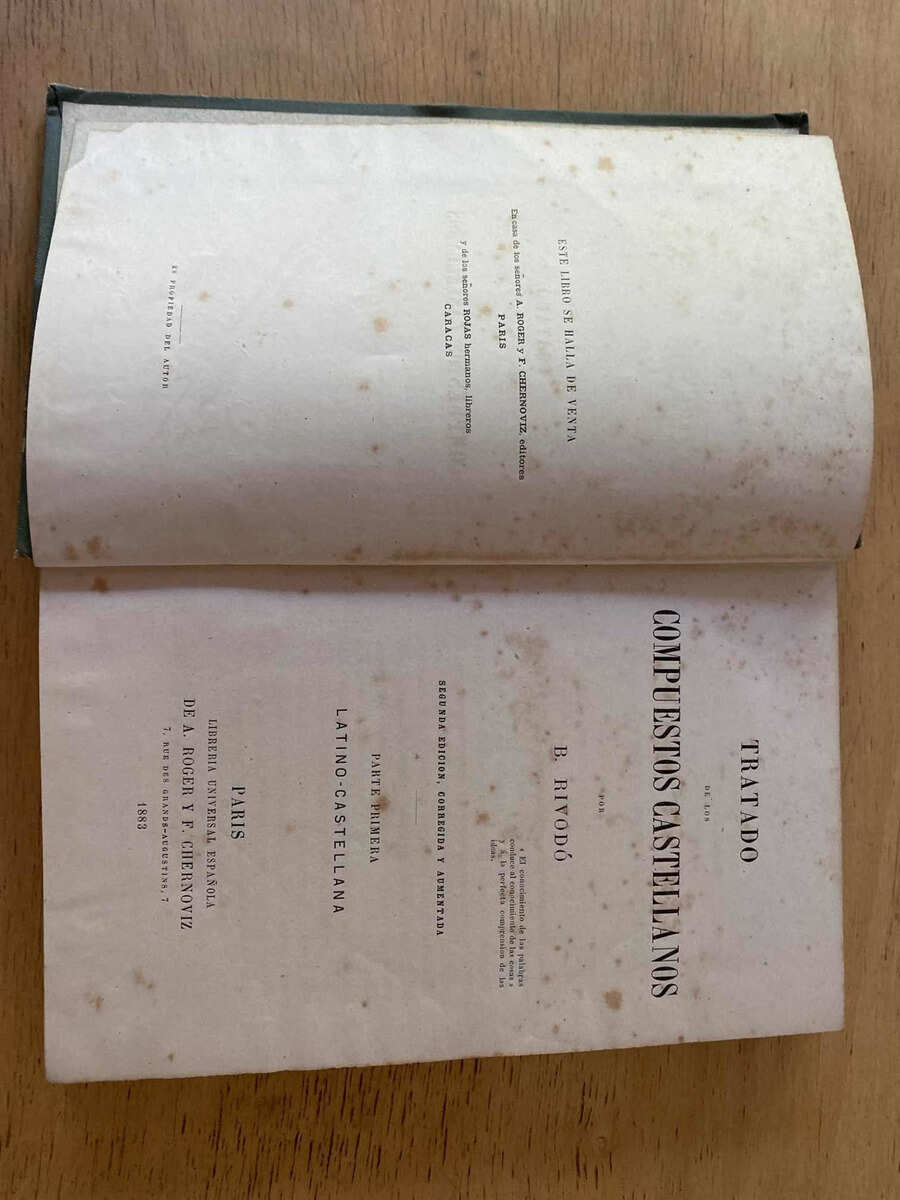 ESTE LIBRO SE HALLA DE VENTA
En casa de los señores A. ROGER y F. CHERNOVIZ, editores
PARIS
y de los señores ROJAS hermanos, libreros
CARACAS
ES PROPIEDAD DEL AUTOR
TRATADO
DE LOS
COMPUESTOS CASTELLANOS
POR
B. RIVODÓ
« El conocimiento de las palabras
conduce al conocimiento de las cosas
y á la perfecta comprension de las
ideas.
SEGUNDA EDICION, CORREGIDA Y AUMENTADA
PARTE PRIMERA
LATINO-CASTELLANA
PARIS
LIBRERIA UNIVERSAL ESPAÑOLA
DE A. ROGER Y F. CHERNOVIZ
7, RUE DES GRANDS-AUGUSTINS, 7
1883